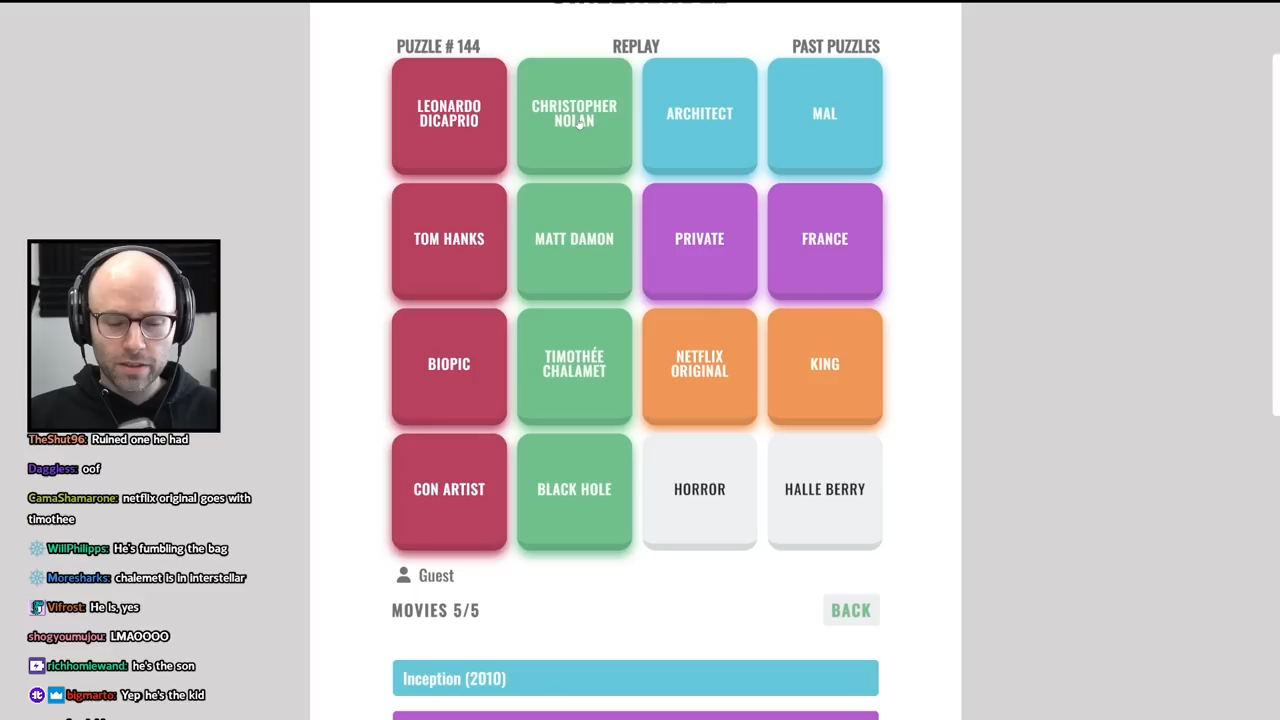 PUZZLE # 144
REPLAY
PAST PUZZLES
LEONARDO
DICAPRIO
CHRISTOPHER
NOLAN
ARCHITECT
MAL
TOM HANKS
MATT DAMON
PRIVATE
FRANCE
BIOPIC
TIMOTHÉE
CHALAMET
NETFLIX
ORIGINAL
KING
CON ARTIST
BLACK HOLE
HORROR
HALLE BERRY
Guest
MOVIES 5/5
BACK
Inception (2010)
TheShut96: Ruined one he had
Daggless: oof
CamaShamarone: netflix original goes with
timothee
WillPhilipps: He's fumbling the bag
Moresharks: chalemet is in interstellar
Vifrost: He is, yes
shogyoumujou: LMAOOOO
richhomiewand: he's the son
bigmarto: Yep he's the kid